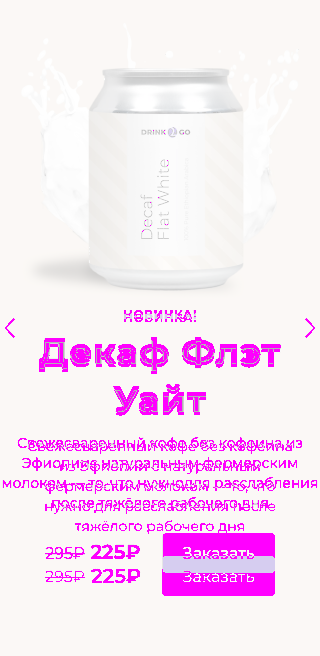 DRINK 2 GO
Decaf
Flat White
НОВИНКА!
Декаф Флэт
Уайт
Свежесваренный кофе без кофеина из
Эфиопии с натуральным фермерским
молоком — то, что нужно для расслабления
после тяжёлого рабочего дня
Свежесваренный кофе без кофеина
из Эфиопии с натуральным
фермерским молоком — то, что
нужно для расслабления после
тяжёлого рабочего дня
295₽ 225₽ Заказать
295₽ 225₽ Заказать